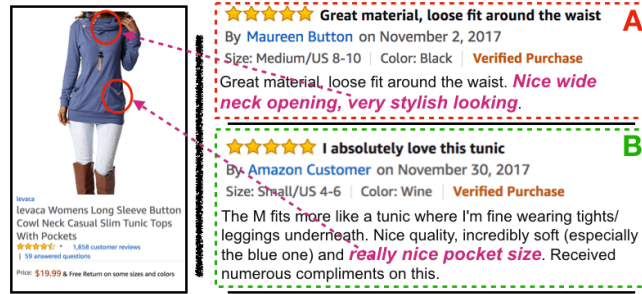 levaca
levaca Womens Long Sleeve Button
Cowl Neck Casual Slim Tunic Tops
With Pockets
1,858 customer reviews
| 59 answered questions
Price: $19.99 & Free Return on some sizes and colors
A
Great material, loose fit around the waist
By Maureen Button on November 2, 2017
Size: Medium/US 8-10 | Color: Black | Verified Purchase
Great material, loose fit around the waist. Nice wide
neck opening, very stylish looking.
B
I absolutely love this tunic
By Amazon Customer on November 30, 2017
Size: Small/US 4-6 | Color: Wine | Verified Purchase
The M fits more like a tunic where I'm fine wearing tights/
leggings underneath. Nice quality, incredibly soft (especially
the blue one) and really nice pocket size. Received
numerous compliments on this.